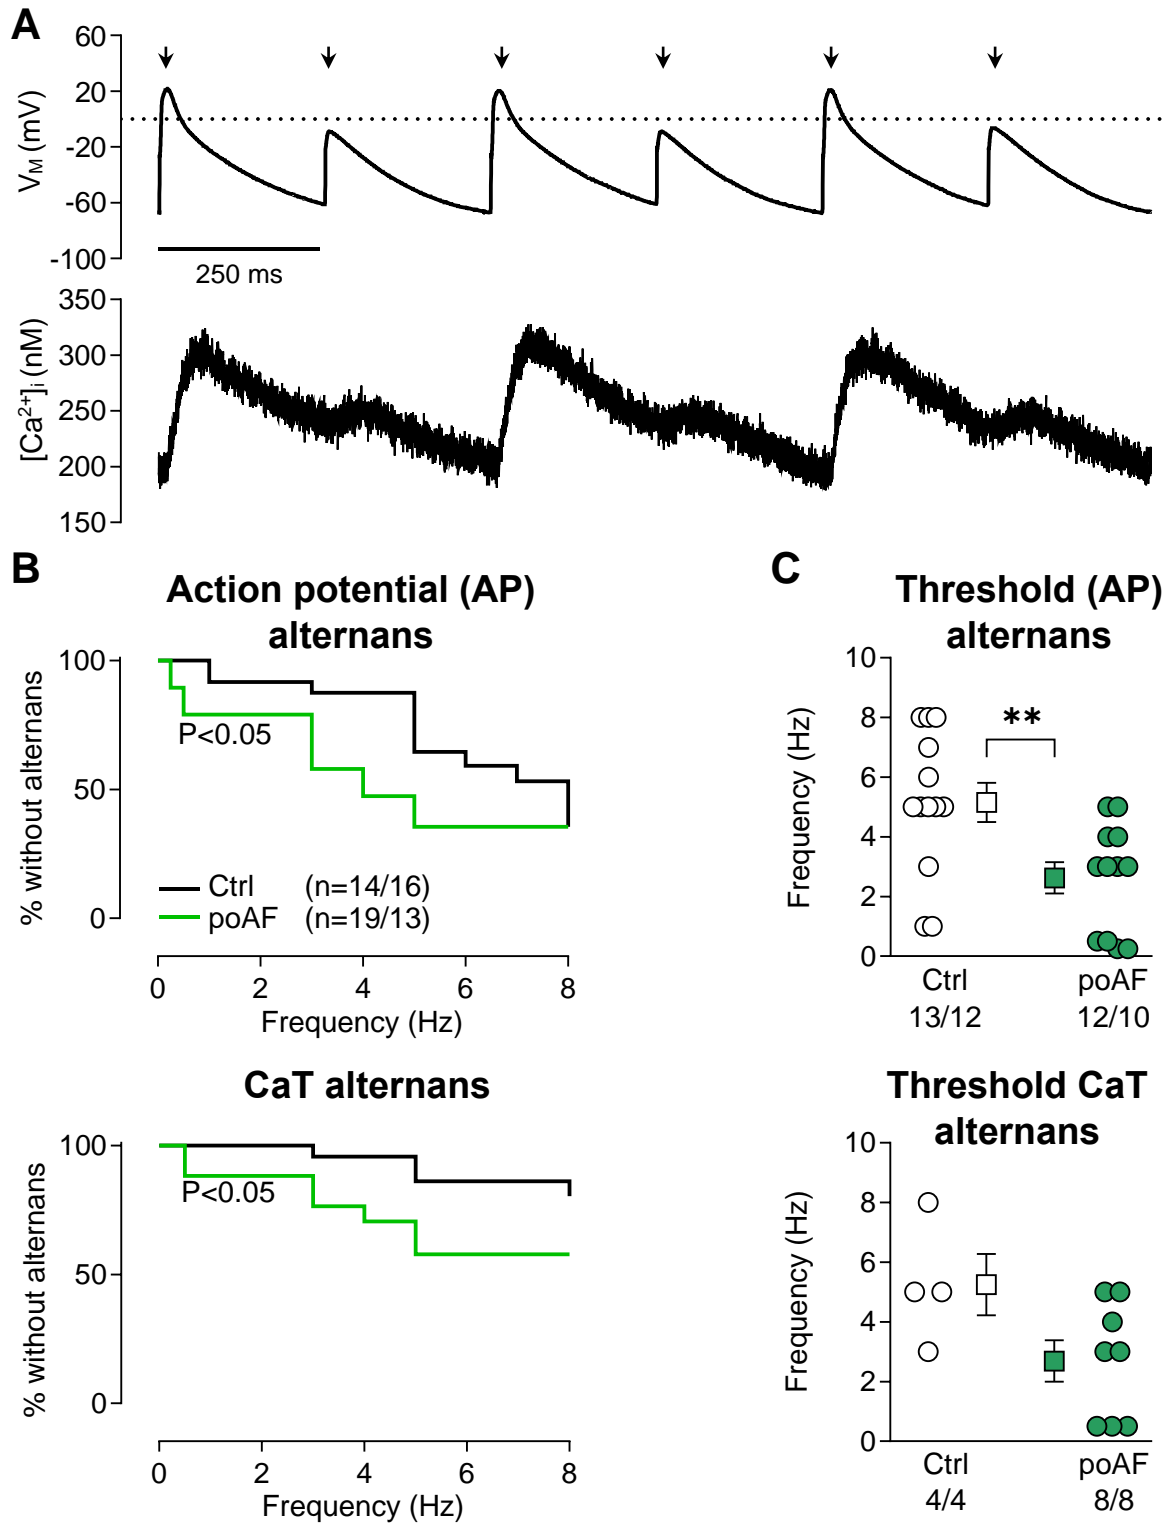 A
60
20
-20
-60
-100
V_M (mV)
250 ms
350
300
250
200
150
[Ca²⁺]ᵢ (nM)
B
Action potential (AP)
alternans
100
50
0
% without alternans
P<0.05
Ctrl (n=14/16)
poAF (n=19/13)
0 2 4 6 8
Frequency (Hz)
CaT alternans
100
50
0
% without alternans
P<0.05
0 2 4 6 8
Frequency (Hz)
C
Threshold (AP)
alternans
10
8
6
4
2
0
Frequency (Hz)
**
Ctrl poAF
13/12 12/10
Threshold CaT
alternans
10
8
6
4
2
0
Frequency (Hz)
Ctrl poAF
4/4 8/8